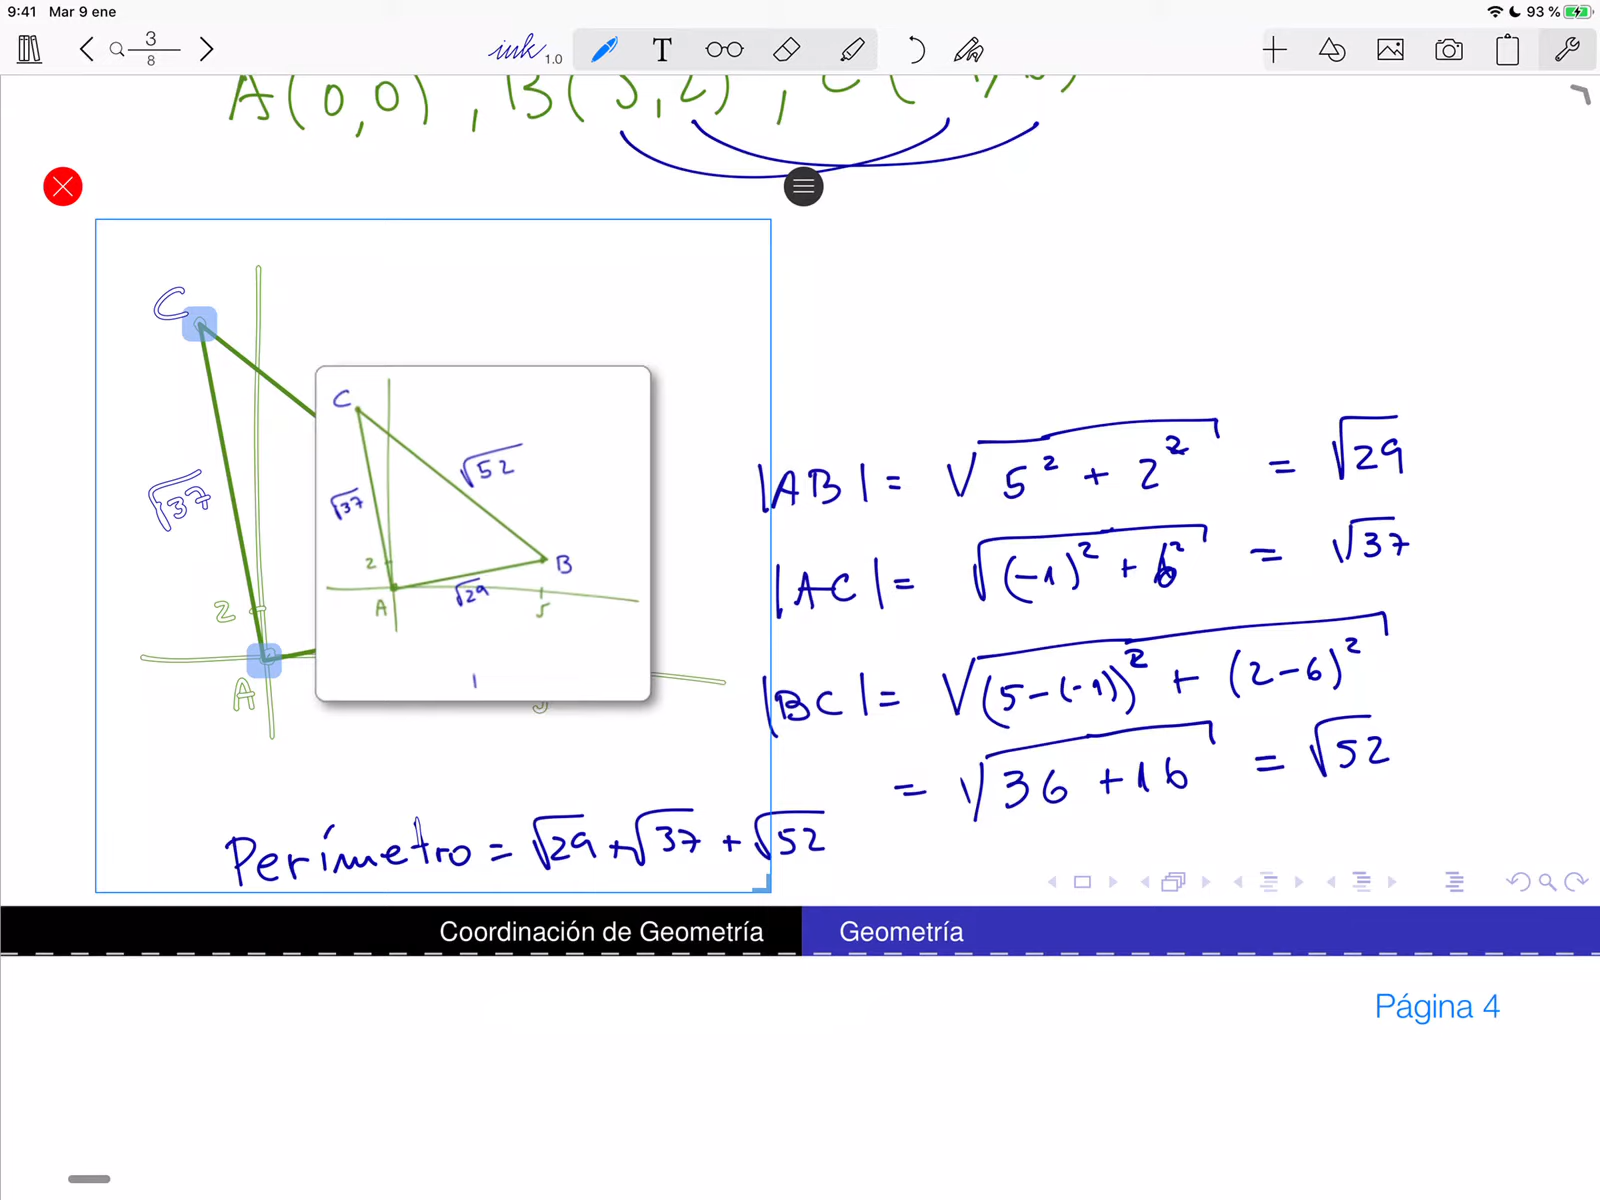 9:41 Mar 9 ene 93 %
3
8
ink 1.0 T
A(0,0) , B(5,2) , C(
C
√37
2
A
C
√52
√37
2
B
√29
A
5
|AB| = √5² + 2² = √29
|AC| = √(-1)² + 6² = √37
|BC| = √(5-(-1))² + (2-6)²
= √36 + 16 = √52
Perímetro = √29 + √37 + √52
Coordinación de Geometría Geometría
Página 4